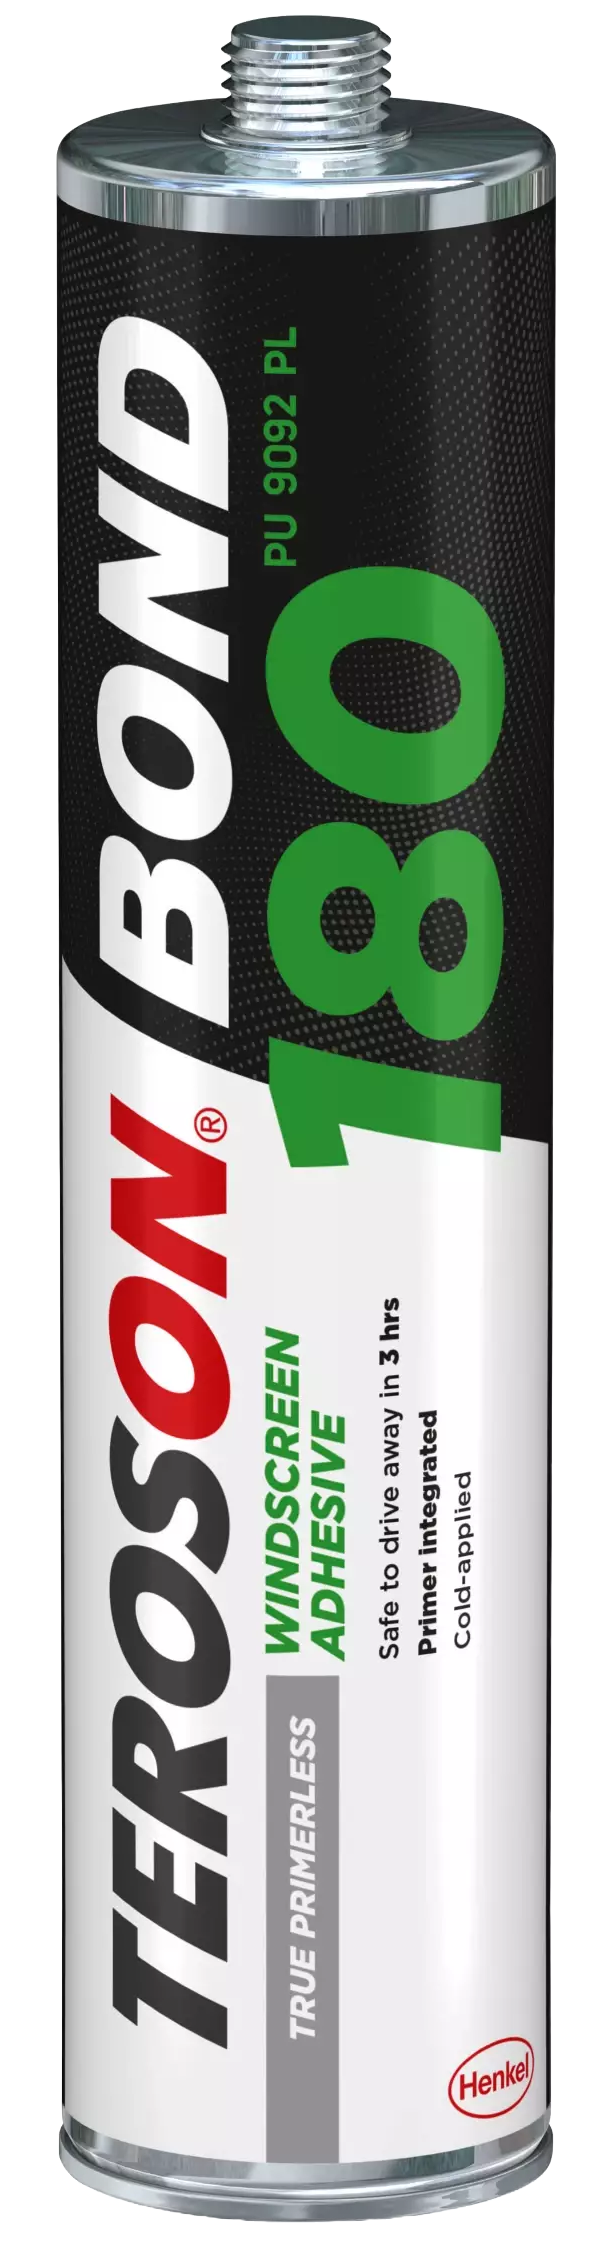 TEROSON® BOND
180
PU 9092 PL
WINDSCREEN
ADHESIVE
TRUE PRIMERLESS
Safe to drive away in 3 hrs
Primer integrated
Cold-applied
Henkel